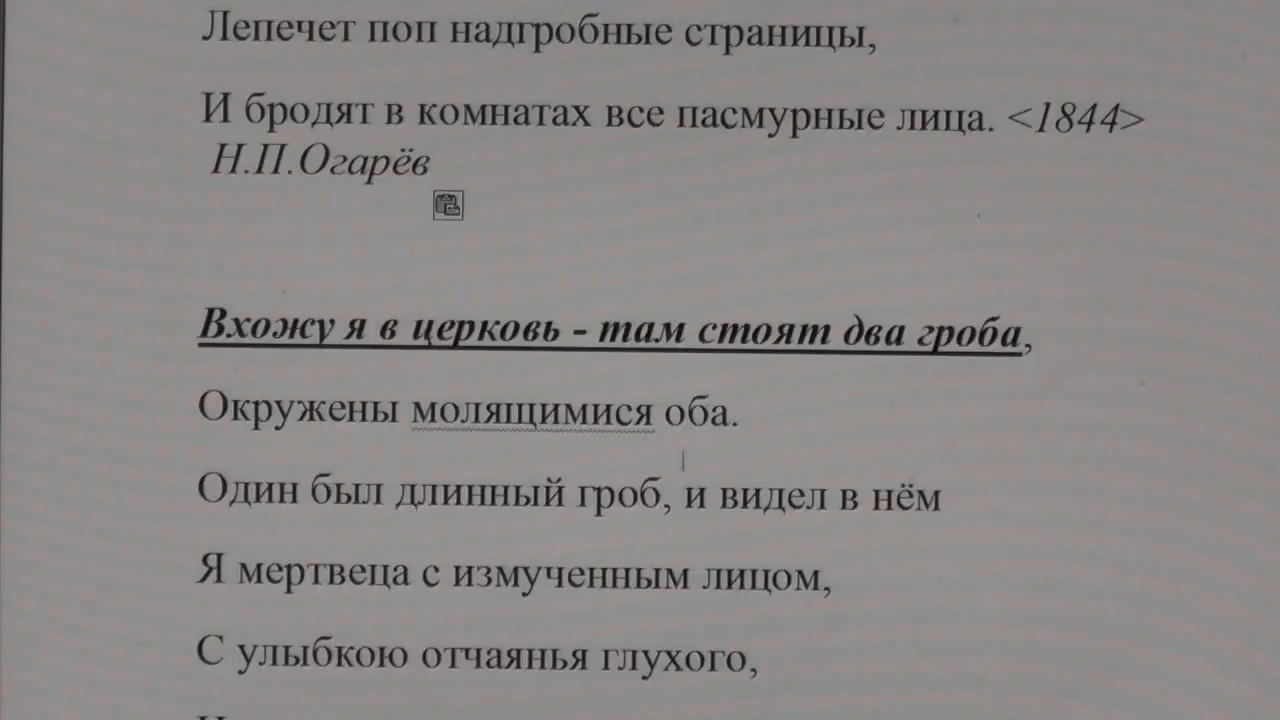 Лепечет поп надгробные страницы,
И бродят в комнатах все пасмурные лица. <1844>
Н.П.Огарёв
Вхожу я в церковь - там стоят два гроба,
Окружены молящимися оба.
Один был длинный гроб, и видел в нём
Я мертвеца с измученным лицом,
С улыбкою отчаянья глухого,